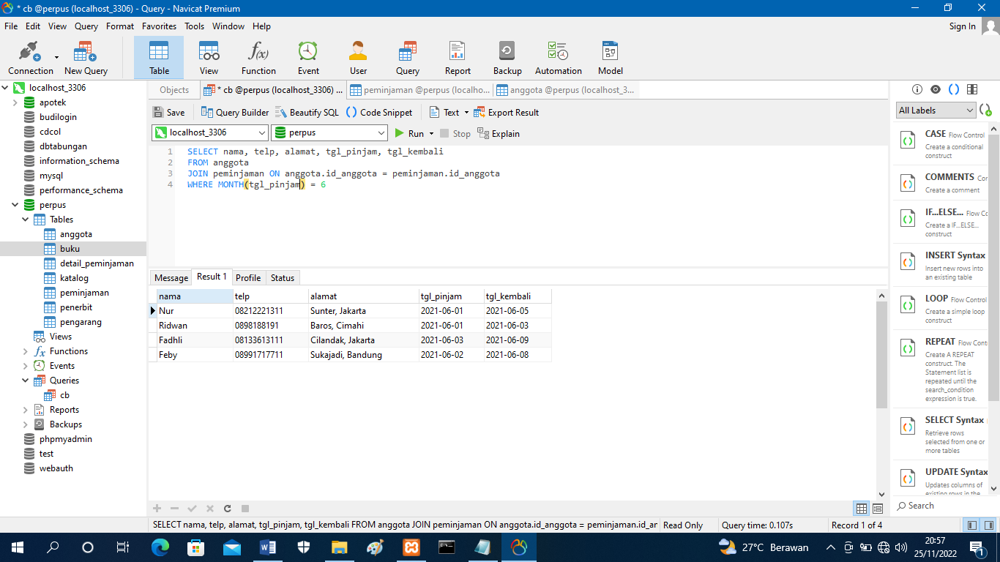 * cb @perpus (localhost_3306) - Query - Navicat Premium
File Edit View Query Format Favorites Tools Window Help
Sign In
Connection New Query Table View Function Event User Query Report Backup Automation Model
localhost_3306
apotek
budilogin
cdcol
dbtabungan
information_schema
mysql
performance_schema
perpus
Tables
anggota
buku
detail_peminjaman
katalog
peminjaman
penerbit
pengarang
Views
Functions
Events
Queries
cb
Reports
Backups
phpmyadmin
test
webauth
Objects * cb @perpus (localhost_3306) ... peminjaman @perpus (localho... anggota @perpus (localhost_3...
Save Query Builder Beautify SQL Code Snippet Text Export Result
localhost_3306 perpus Run Stop Explain
1 SELECT nama, telp, alamat, tgl_pinjam, tgl_kembali
2 FROM anggota
3 JOIN peminjaman ON anggota.id_anggota = peminjaman.id_anggota
4 WHERE MONTH(tgl_pinjam) = 6
Message Result 1 Profile Status
nama telp alamat tgl_pinjam tgl_kembali
Nur 08212221311 Sunter, Jakarta 2021-06-01 2021-06-05
Ridwan 0898188191 Baros, Cimahi 2021-06-01 2021-06-03
Fadhli 08133613111 Cilandak, Jakarta 2021-06-03 2021-06-09
Feby 08991717711 Sukajadi, Bandung 2021-06-02 2021-06-08
All Labels
CASE Flow Control
Create a conditional
construct
COMMENTS Cor
Create a comment
IF...ELSE... Flow Cc
Create a IF...ELSE...
construct
INSERT Syntax
Insert new rows into
an existing table
LOOP Flow Control
Create a simple loop
construct
REPEAT Flow Cont
Create A REPEAT
construct. The
Statement list is
repeated until the
search_condition
expression is true.
SELECT Syntax
Retrieve rows
selected from one or
more tables
UPDATE Syntax
Updates columns of
existing rows in the
Search
SELECT nama, telp, alamat, tgl_pinjam, tgl_kembali FROM anggota JOIN peminjaman ON anggota.id_anggota = peminjaman.id_ar Read Only Query time: 0.107s Record 1 of 4
27°C Berawan
20:57
25/11/2022
1